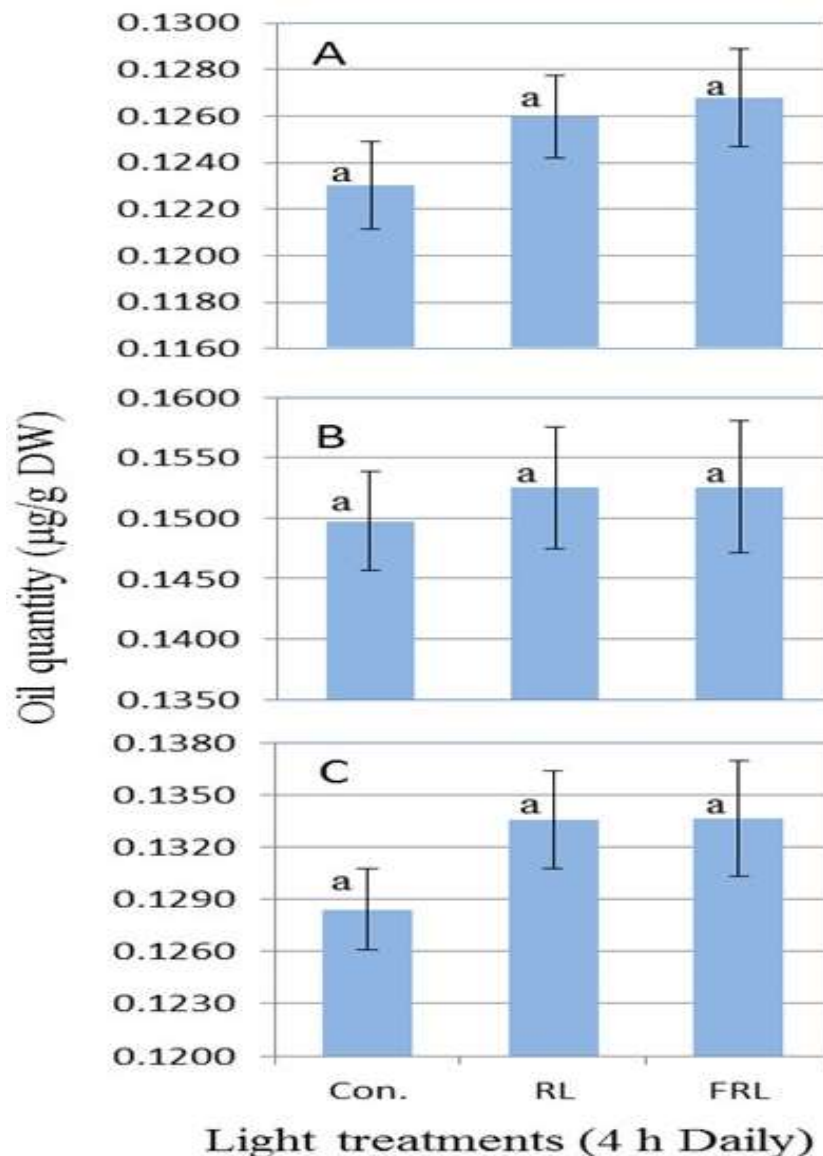 Oil quantity (µg/g DW)
A
0.1300
0.1280
0.1260
0.1240
0.1220
0.1200
0.1180
0.1160
a
a
a
B
0.1600
0.1550
0.1500
0.1450
0.1400
0.1350
a
a
a
C
0.1380
0.1350
0.1320
0.1290
0.1260
0.1230
0.1200
a
a
a
Con. RL FRL
Light treatments (4 h Daily)